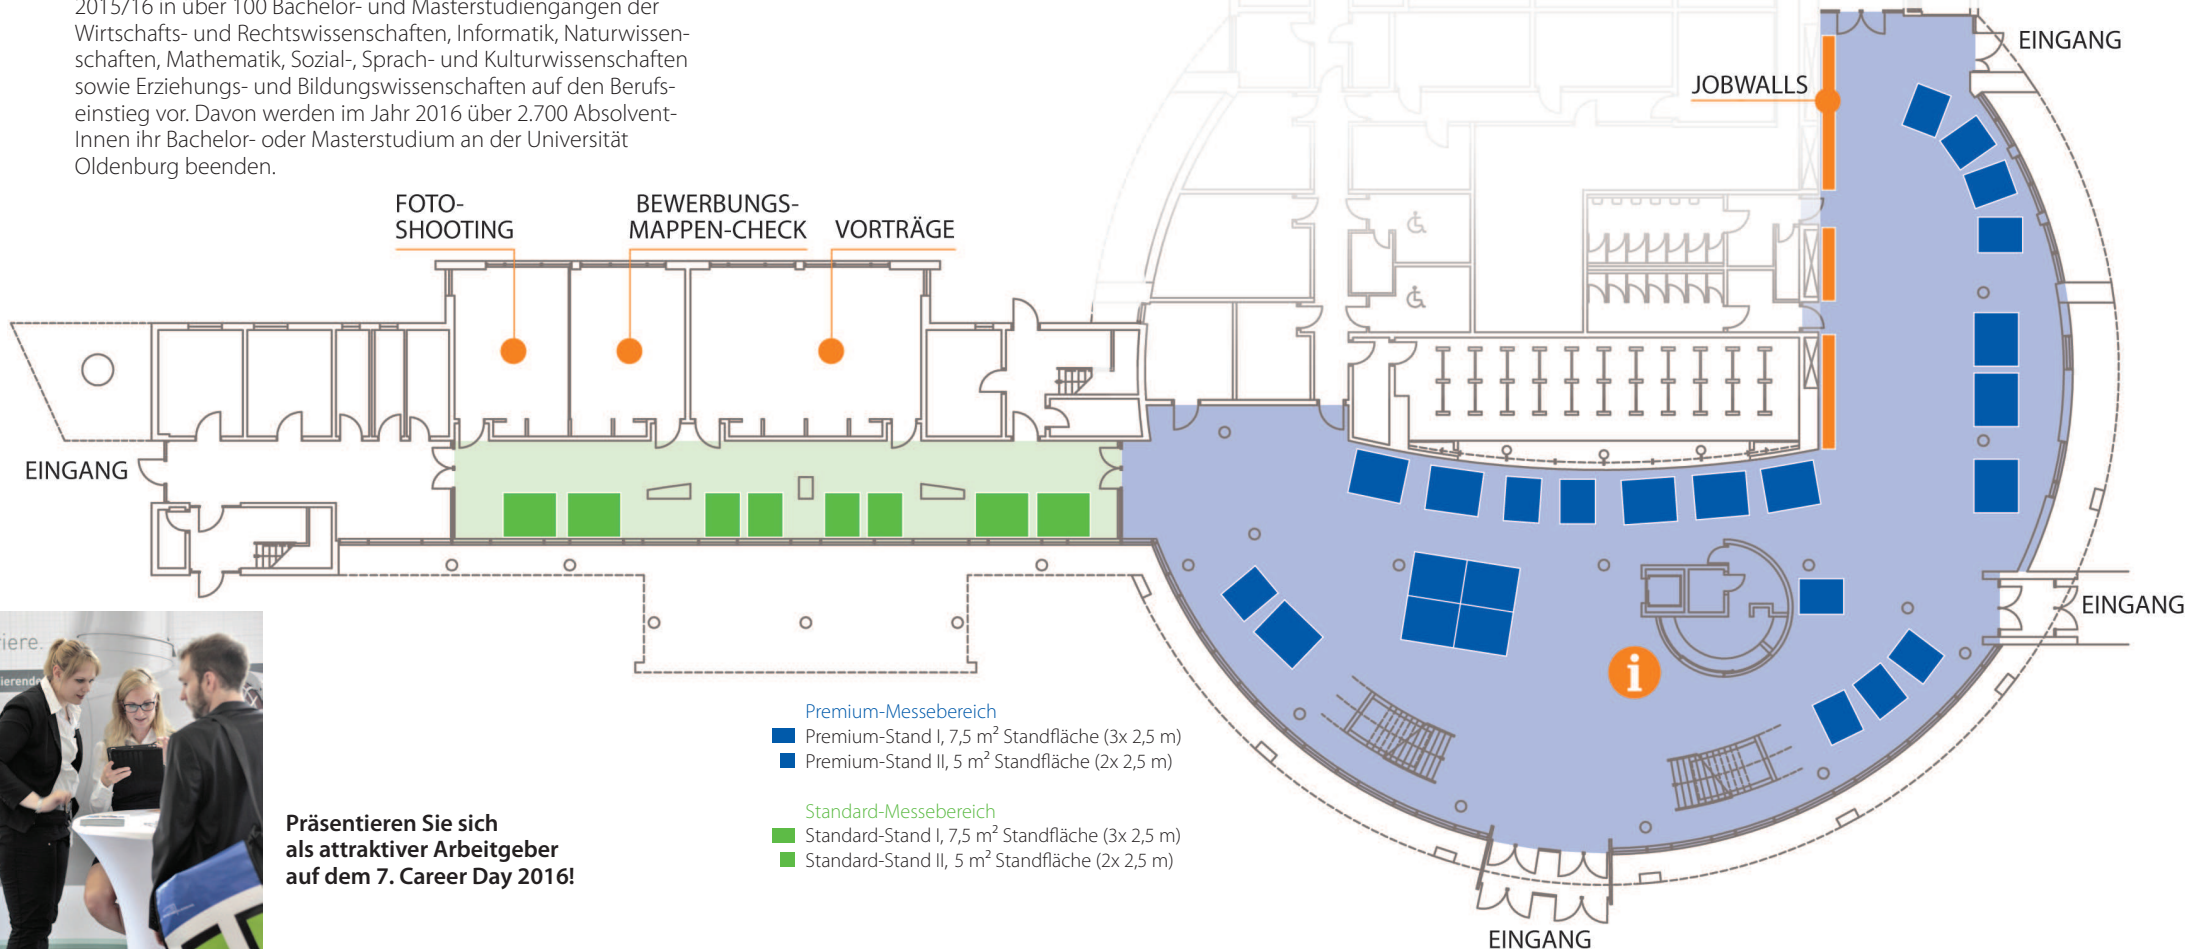 2015/16 in über 100 Bachelor- und Masterstudiengängen der
Wirtschafts- und Rechtswissenschaften, Informatik, Naturwissen-
schaften, Mathematik, Sozial-, Sprach- und Kulturwissenschaften
sowie Erziehungs- und Bildungswissenschaften auf den Berufs-
einstieg vor. Davon werden im Jahr 2016 über 2.700 Absolvent-
Innen ihr Bachelor- oder Masterstudium an der Universität
Oldenburg beenden.
EINGANG
JOBWALLS
FOTO-
SHOOTING
BEWERBUNGS-
MAPPEN-CHECK
VORTRÄGE
EINGANG
EINGANG
i
Premium-Messebereich
Premium-Stand I, 7,5 m² Standfläche (3x 2,5 m)
Premium-Stand II, 5 m² Standfläche (2x 2,5 m)
Standard-Messebereich
Standard-Stand I, 7,5 m² Standfläche (3x 2,5 m)
Standard-Stand II, 5 m² Standfläche (2x 2,5 m)
Präsentieren Sie sich
als attraktiver Arbeitgeber
auf dem 7. Career Day 2016!
EINGANG